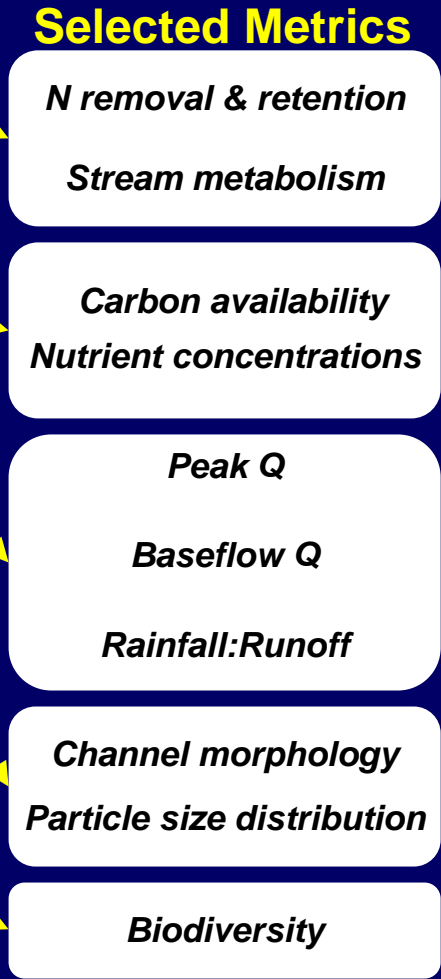 Selected Metrics
N removal & retention
Stream metabolism
Carbon availability
Nutrient concentrations
Peak Q
Baseflow Q
Rainfall:Runoff
Channel morphology
Particle size distribution
Biodiversity